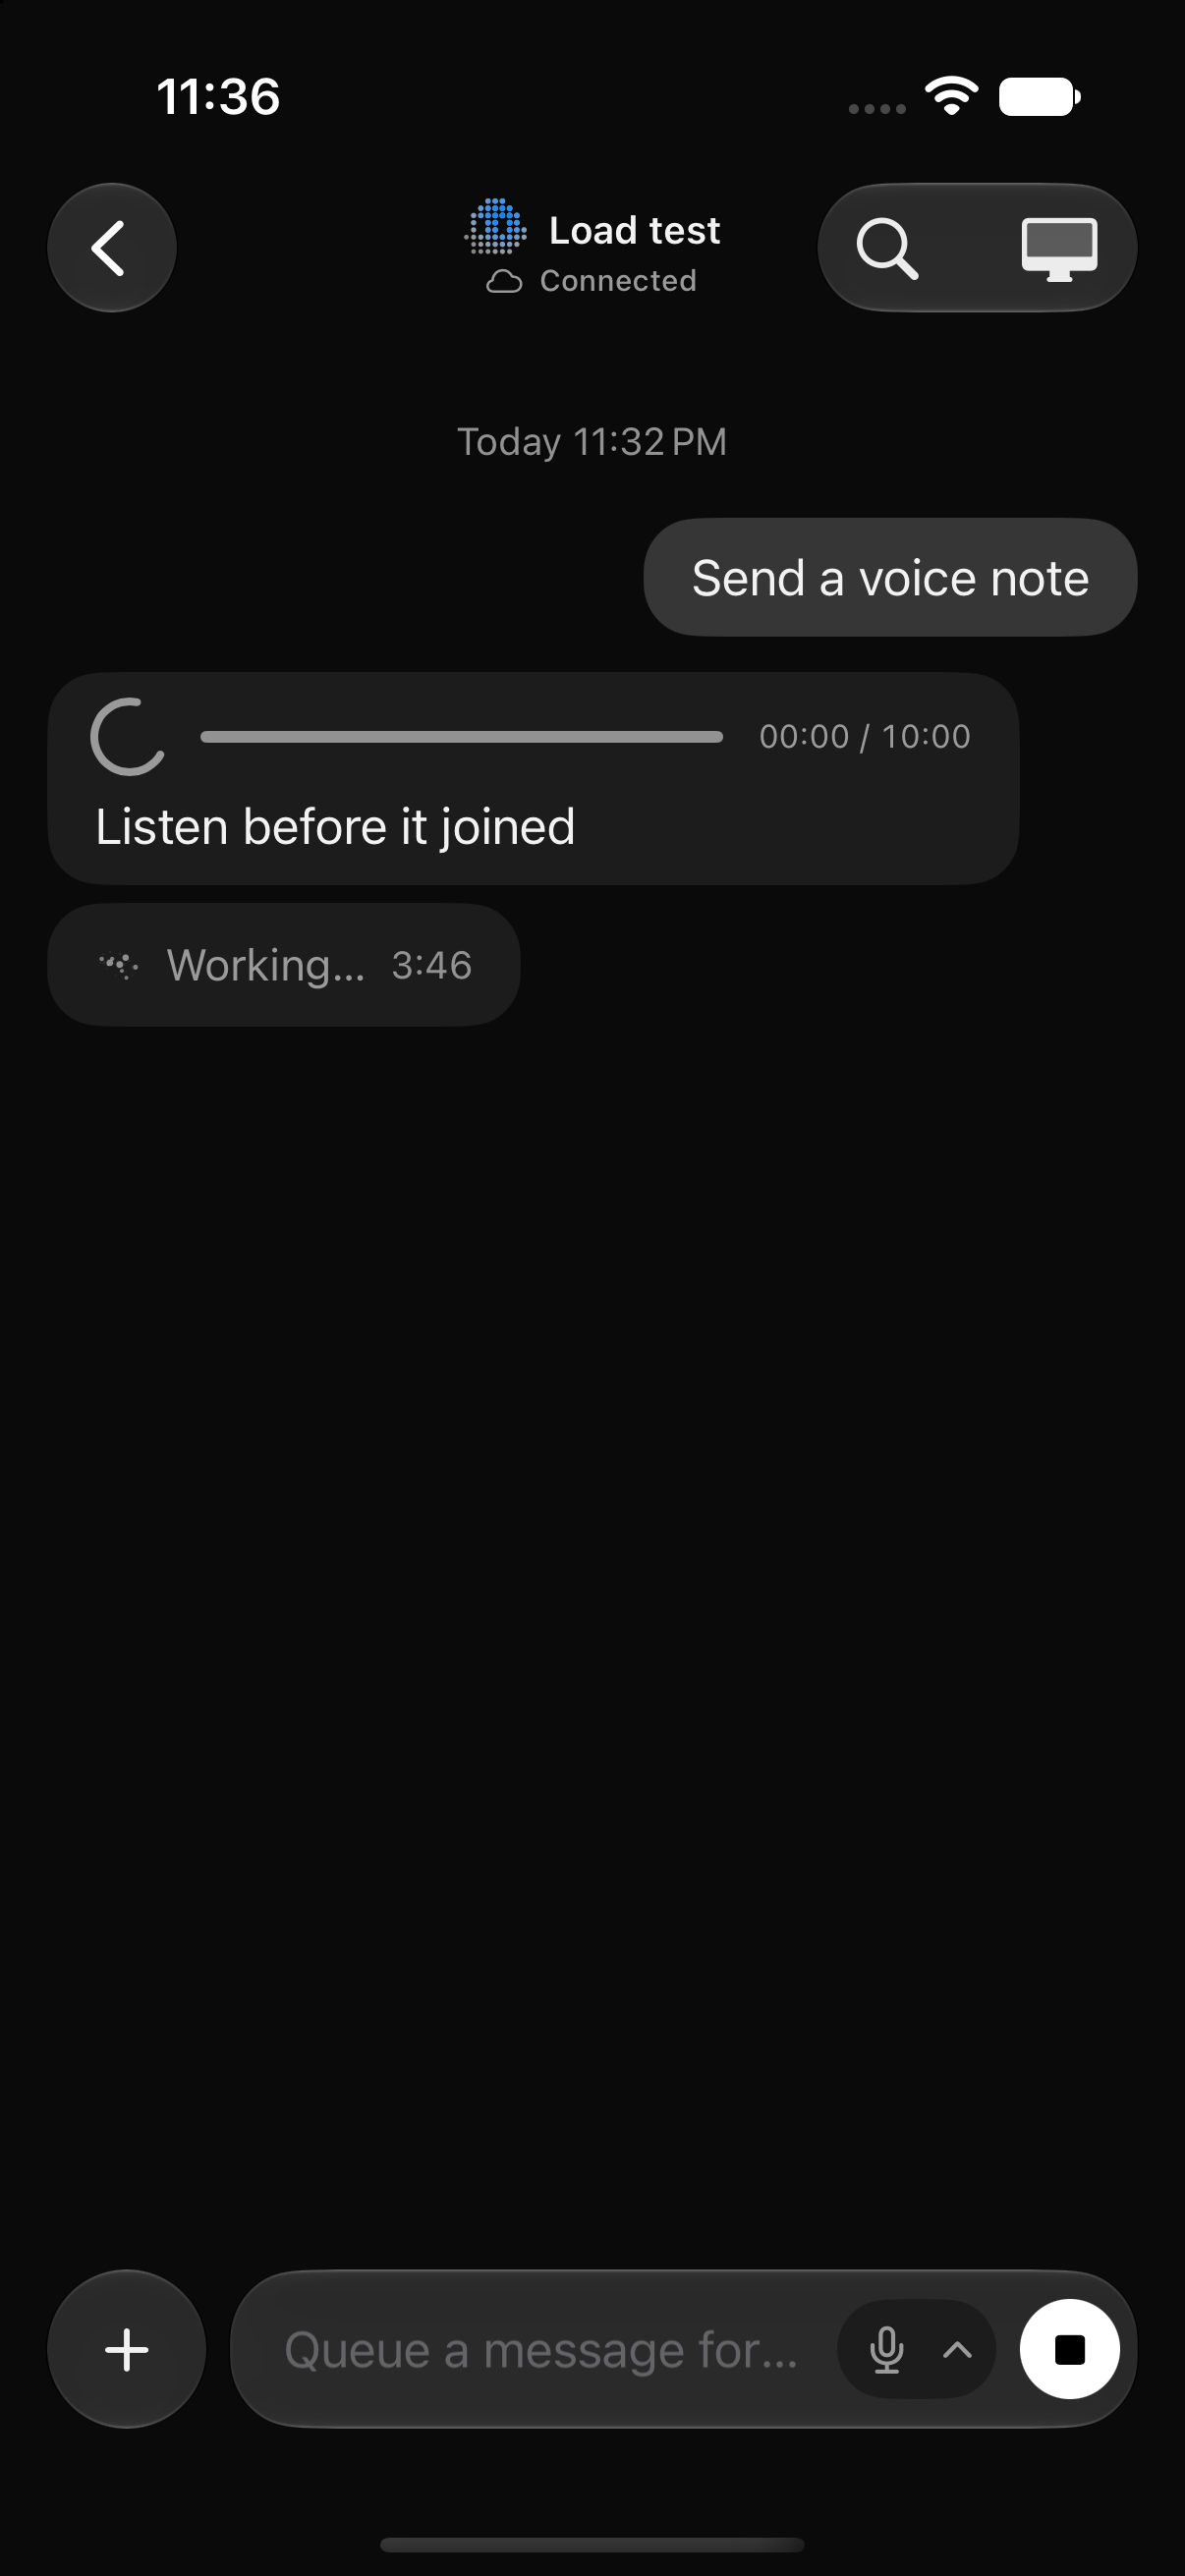 11:36
Load test
Connected
Today 11:32 PM
Send a voice note
00:00 / 10:00
Listen before it joined
Working... 3:46
Queue a message for...